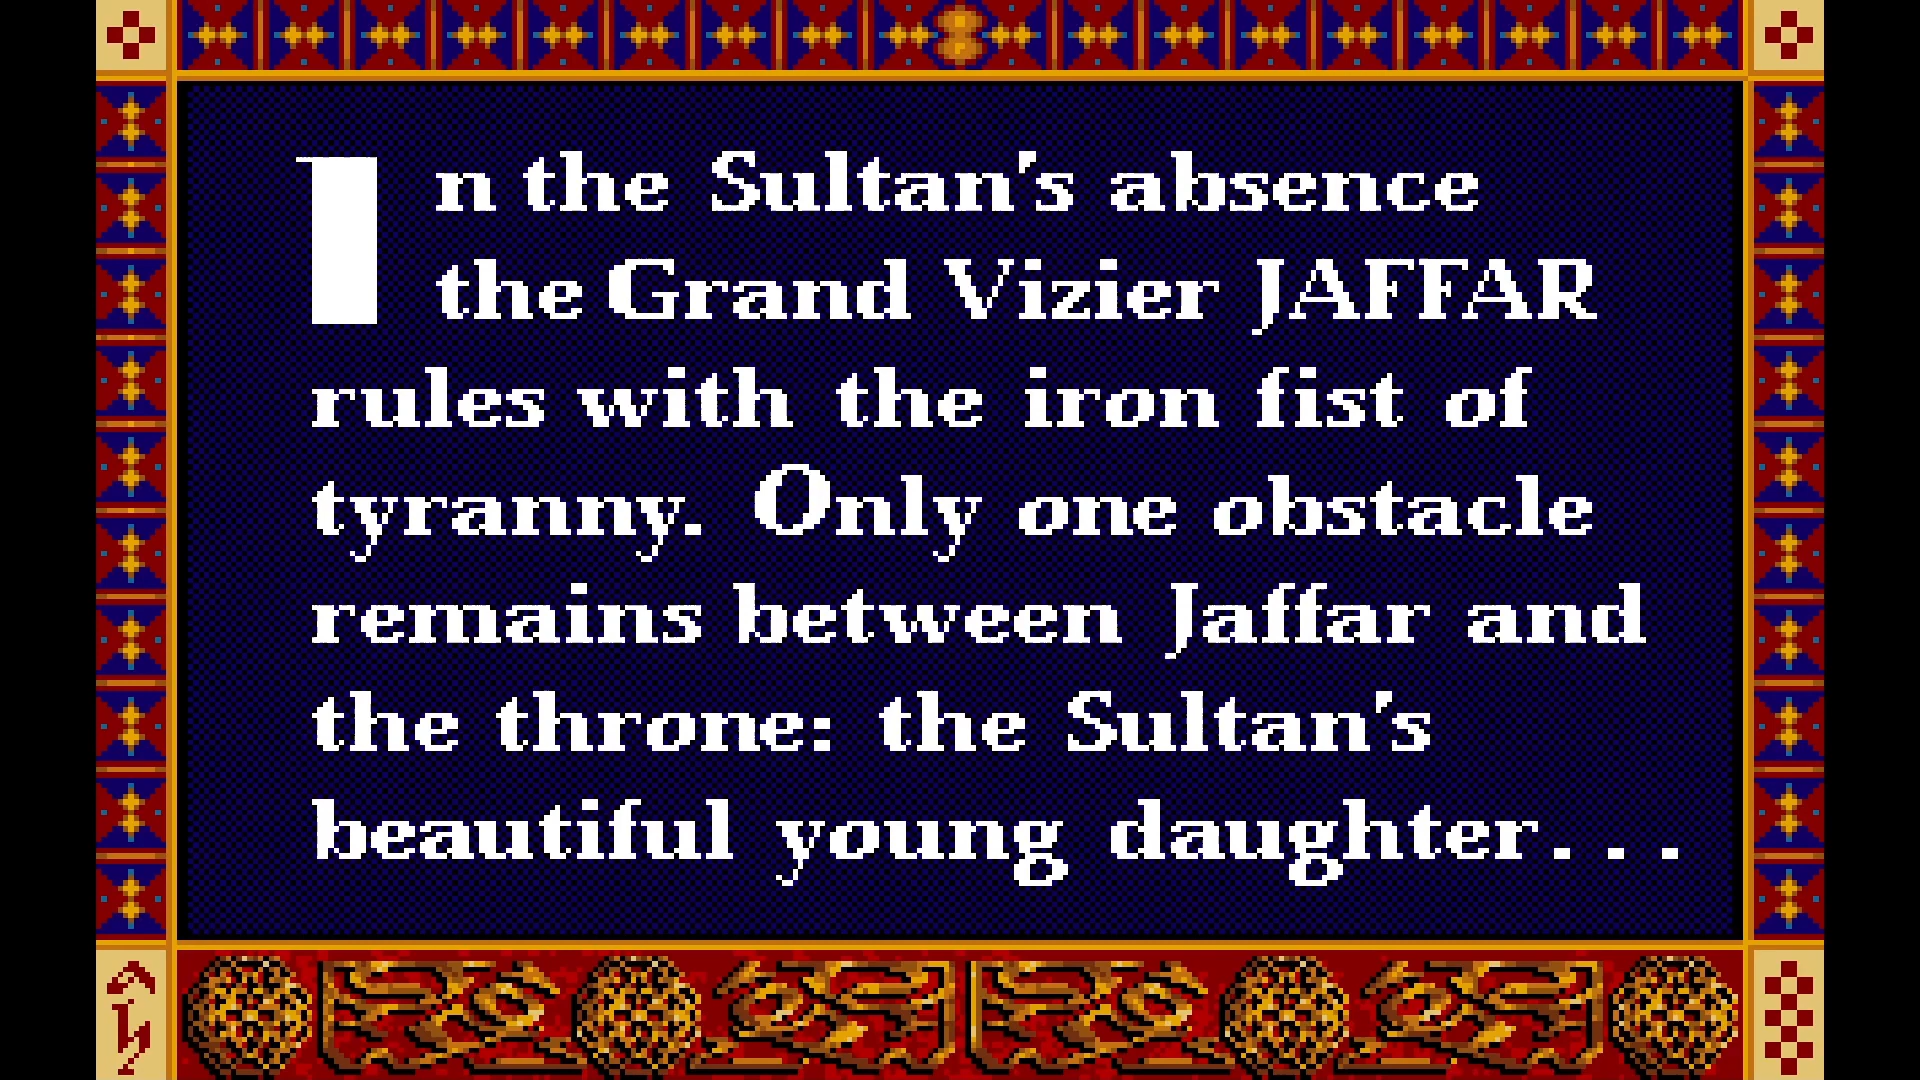 In the Sultan's absence
the Grand Vizier JAFFAR
rules with the iron fist of
tyranny. Only one obstacle
remains between Jaffar and
the throne: the Sultan's
beautiful young daughter...